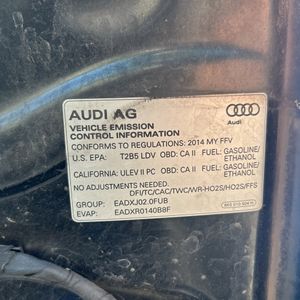 AUDI AG
Audi
VEHICLE EMISSION
CONTROL INFORMATION
CONFORMS TO REGULATIONS: 2014 MY FFV
U.S. EPA: T2B5 LDV OBD: CA II FUEL: GASOLINE/
ETHANOL
CALIFORNIA: ULEV II PC OBD: CA II FUEL: GASOLINE/
ETHANOL
NO ADJUSTMENTS NEEDED.
DFI/TC/CAC/TWC/WR-HO2S/HO2S/FFS
GROUP: EADXJ02.0FUB
EVAP: EADXR0140B8F